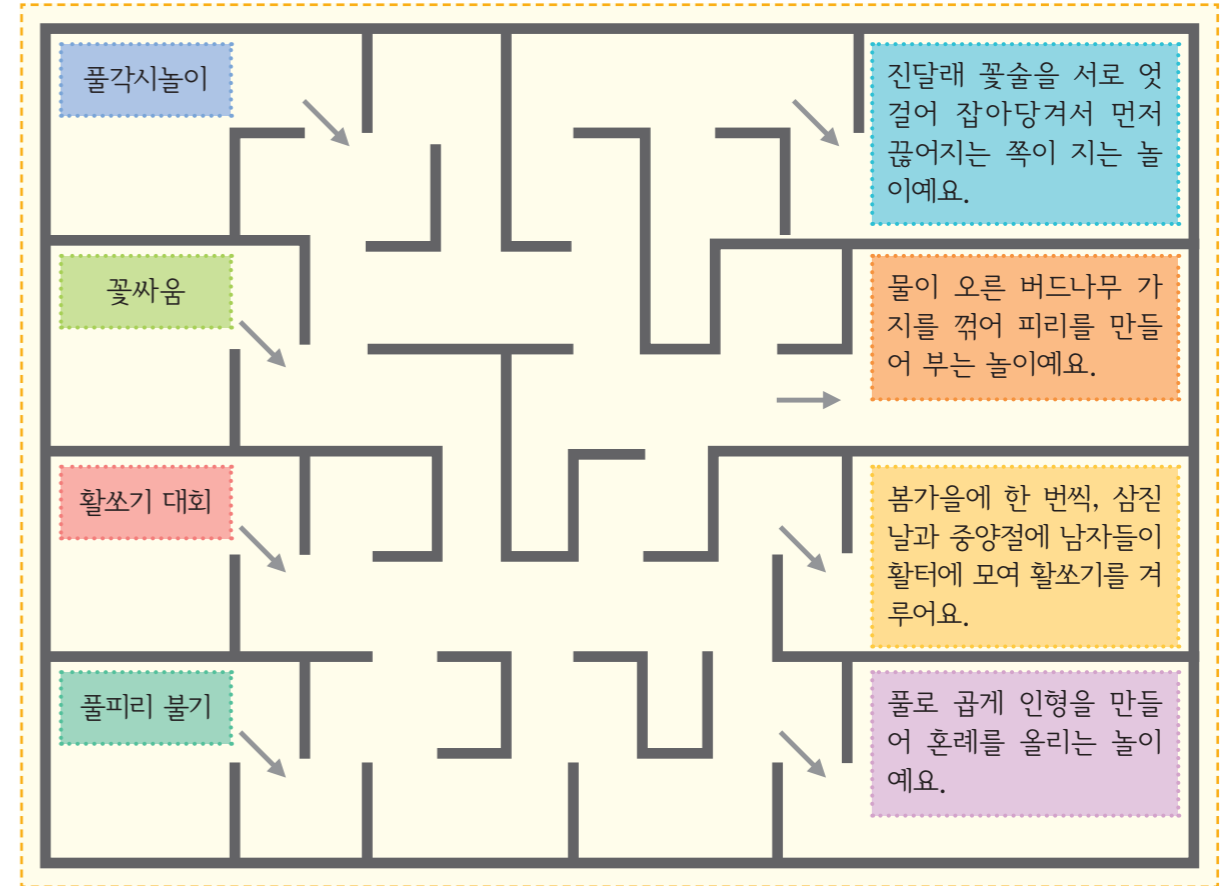 풀각시놀이
진달래 꽃술을 서로 엇
걸어 잡아당겨서 먼저
끊어지는 쪽이 지는 놀
이예요.
꽃싸움
물이 오른 버드나무 가
지를 꺾어 피리를 만들
어 부는 놀이예요.
활쏘기 대회
봄가을에 한 번씩, 삼짇
날과 중양절에 남자들이
활터에 모여 활쏘기를 겨
루어요.
풀피리 불기
풀로 곱게 인형을 만들
어 혼례를 올리는 놀이
예요.